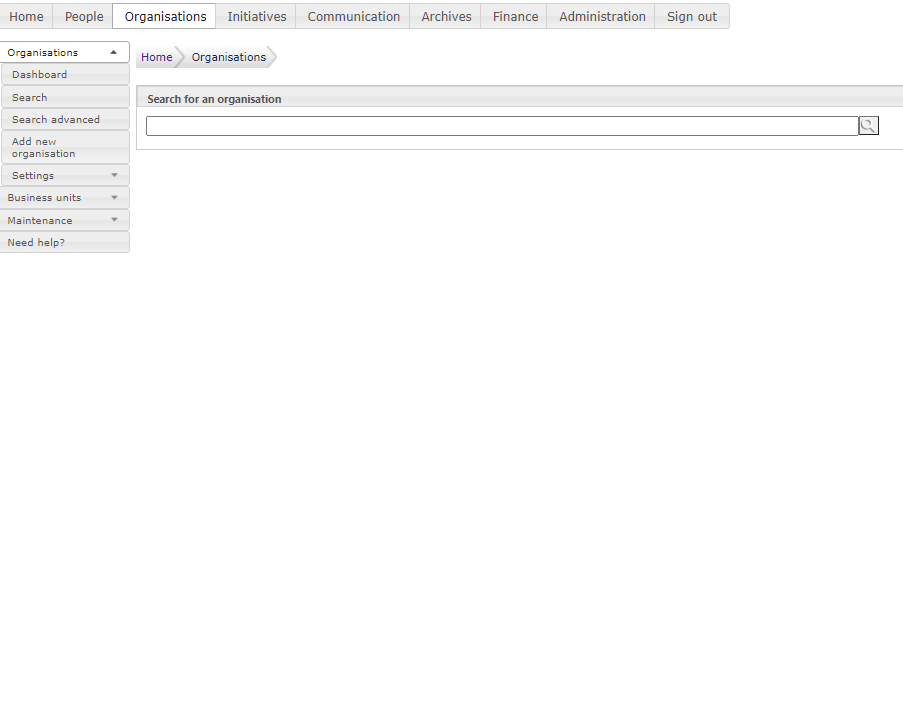 Home People Organisations Initiatives Communication Archives Finance Administration Sign out
Organisations
Dashboard
Search
Search advanced
Add new
organisation
Settings
Business units
Maintenance
Need help?
Home Organisations
Search for an organisation